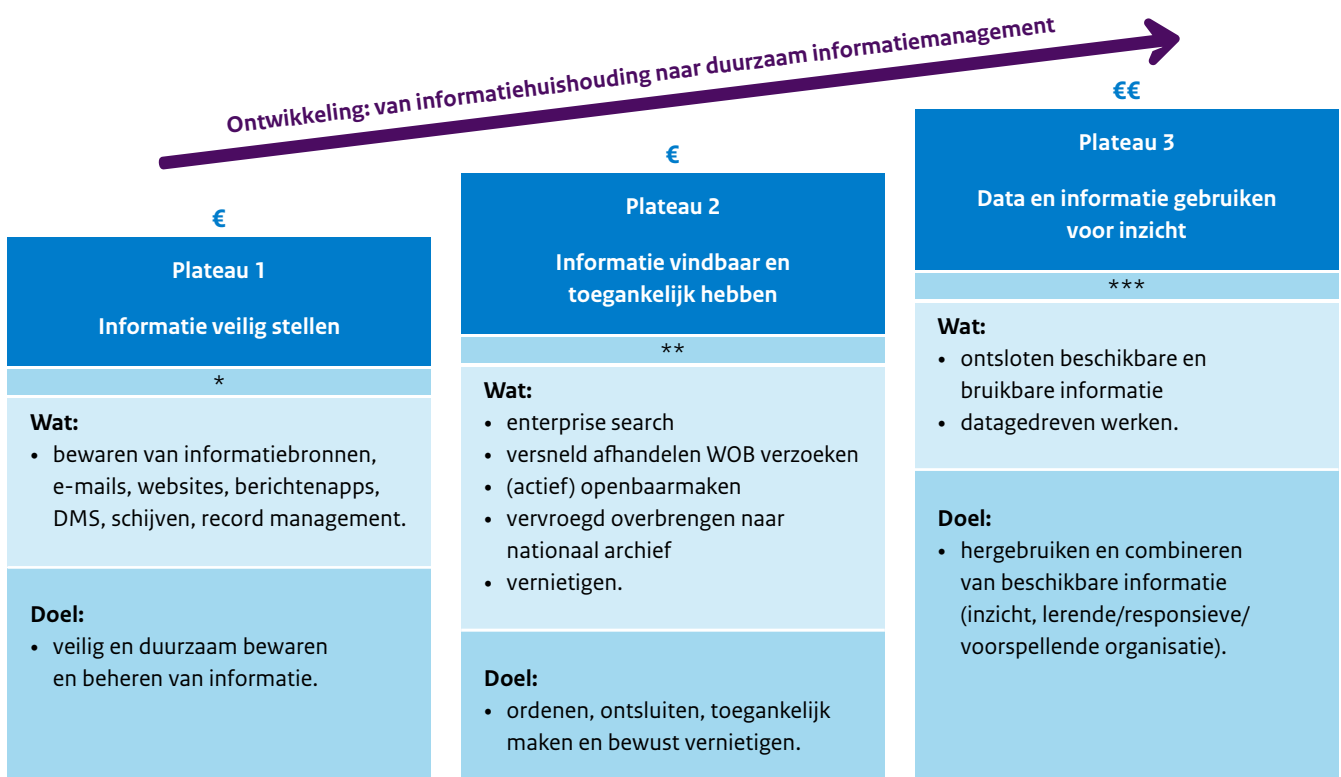 Ontwikkeling: van informatiehuishouding naar duurzaam informatiemanagement
€
Plateau 1
Informatie veilig stellen
*
Wat:
• bewaren van informatiebronnen,
e-mails, websites, berichtenapps,
DMS, schijven, record management.
Doel:
• veilig en duurzaam bewaren
en beheren van informatie.
€
Plateau 2
Informatie vindbaar en
toegankelijk hebben
**
Wat:
• enterprise search
• versneld afhandelen WOB verzoeken
• (actief) openbaarmaken
• vervroegd overbrengen naar
nationaal archief
• vernietigen.
Doel:
• ordenen, ontsluiten, toegankelijk
maken en bewust vernietigen.
€€
Plateau 3
Data en informatie gebruiken
voor inzicht
***
Wat:
• ontsloten beschikbare en
bruikbare informatie
• datagedreven werken.
Doel:
• hergebruiken en combineren
van beschikbare informatie
(inzicht, lerende/responsieve/
voorspellende organisatie).